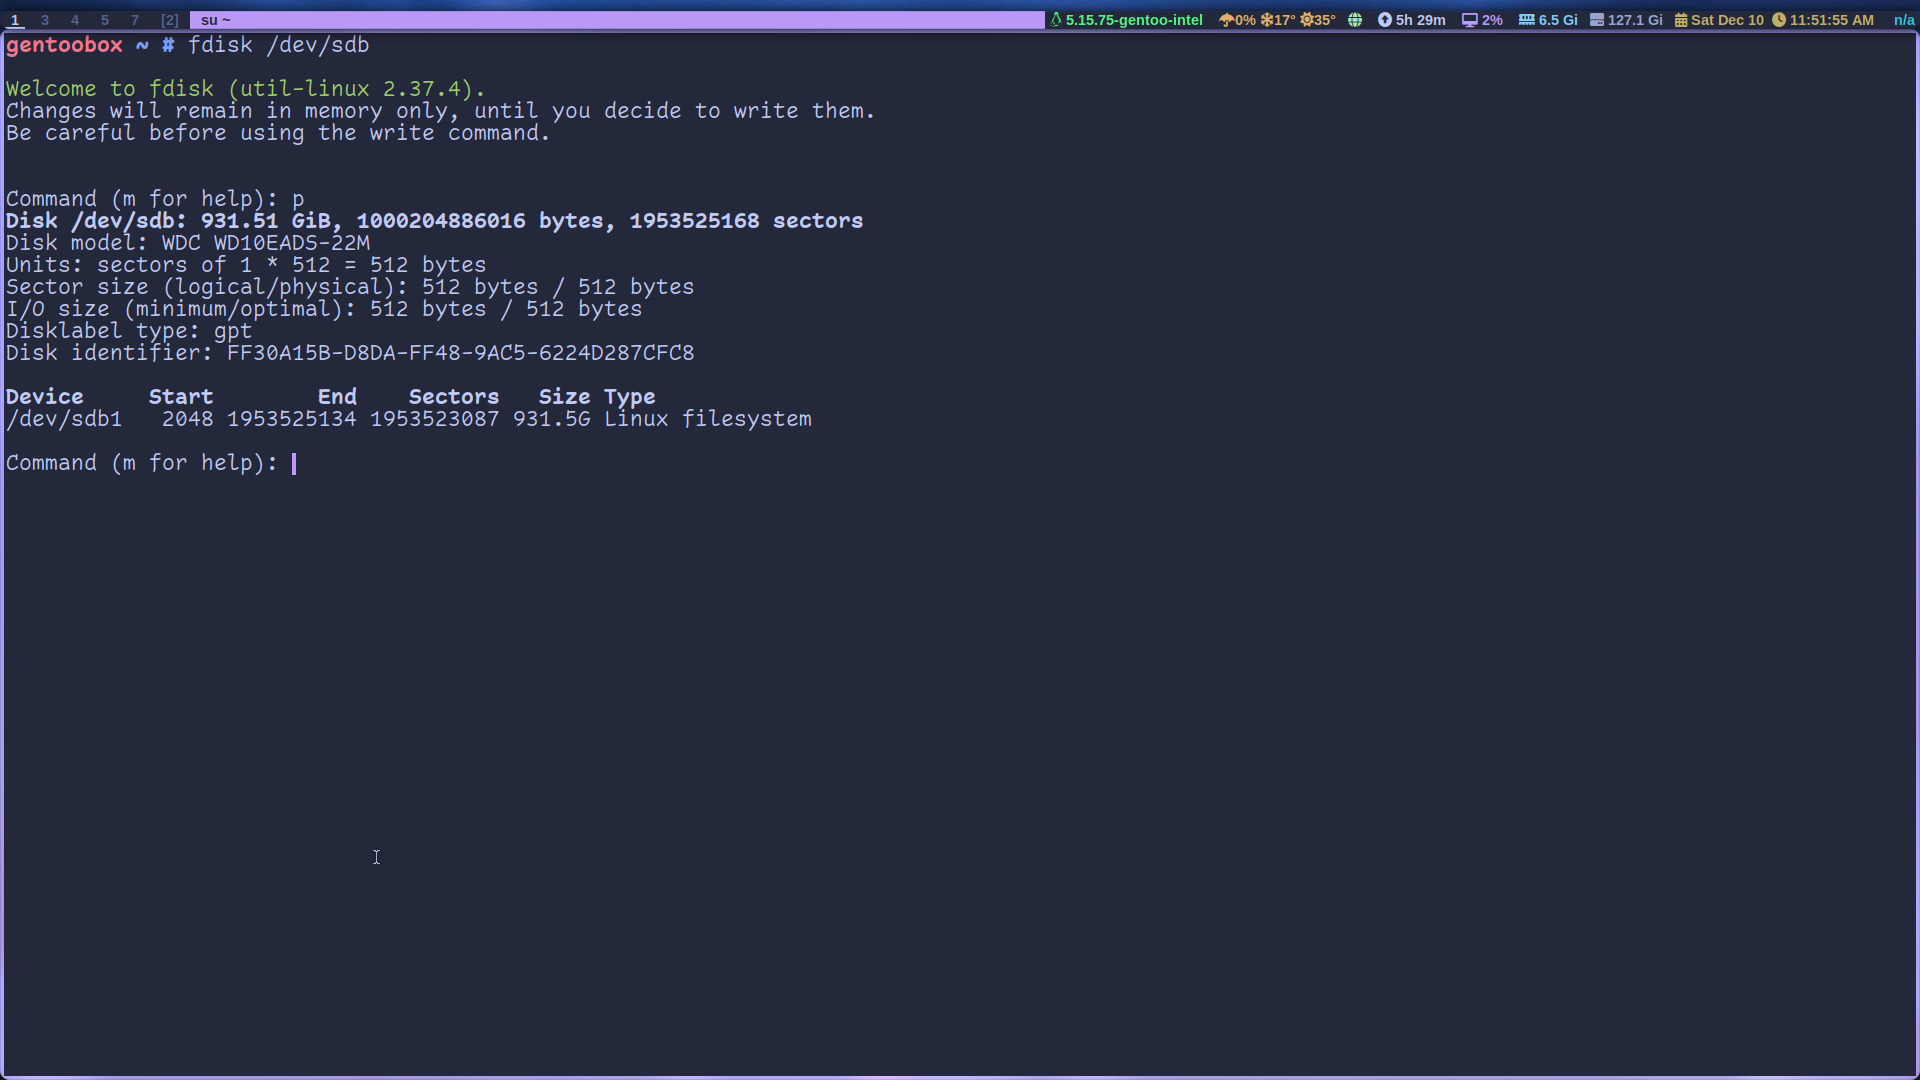 1 3 4 5 7 [2] su ~ 5.15.75-gentoo-intel 0% 17° 35° 5h 29m 2% 6.5 Gi 127.1 Gi Sat Dec 10 11:51:55 AM n/a
gentoobox ~ # fdisk /dev/sdb
Welcome to fdisk (util-linux 2.37.4).
Changes will remain in memory only, until you decide to write them.
Be careful before using the write command.
Command (m for help): p
Disk /dev/sdb: 931.51 GiB, 1000204886016 bytes, 1953525168 sectors
Disk model: WDC WD10EADS-22M
Units: sectors of 1 * 512 = 512 bytes
Sector size (logical/physical): 512 bytes / 512 bytes
I/O size (minimum/optimal): 512 bytes / 512 bytes
Disklabel type: gpt
Disk identifier: FF30A15B-D8DA-FF48-9AC5-6224D287CFC8
Device     Start        End    Sectors   Size Type
/dev/sdb1   2048 1953525134 1953523087 931.5G Linux filesystem
Command (m for help):